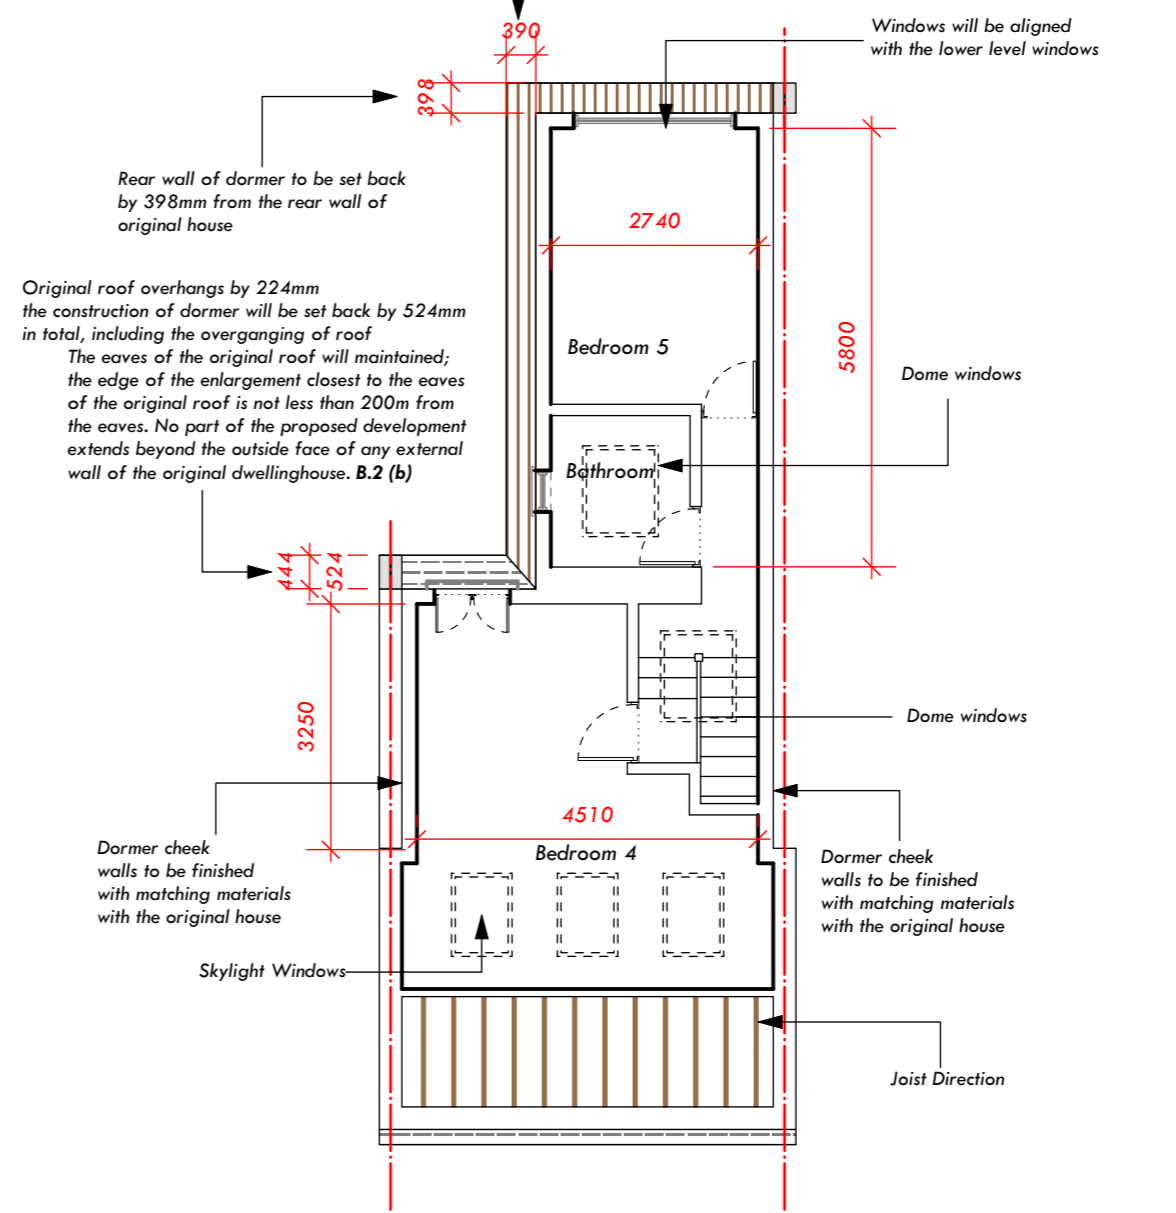 390
Windows will be aligned
with the lower level windows
398
Rear wall of dormer to be set back
by 398mm from the rear wall of
original house
2740
Original roof overhangs by 224mm
the construction of dormer will be set back by 524mm
in total, including the overganging of roof
The eaves of the original roof will maintained;
the edge of the enlargement closest to the eaves
of the original roof is not less than 200m from
the eaves. No part of the proposed development
extends beyond the outside face of any external
wall of the original dwellinghouse. B.2 (b)
Bedroom 5
5800
Dome windows
Bathroom
444
524
3250
Dome windows
4510
Bedroom 4
Dormer cheek
walls to be finished
with matching materials
with the original house
Dormer cheek
walls to be finished
with matching materials
with the original house
Skylight Windows
Joist Direction